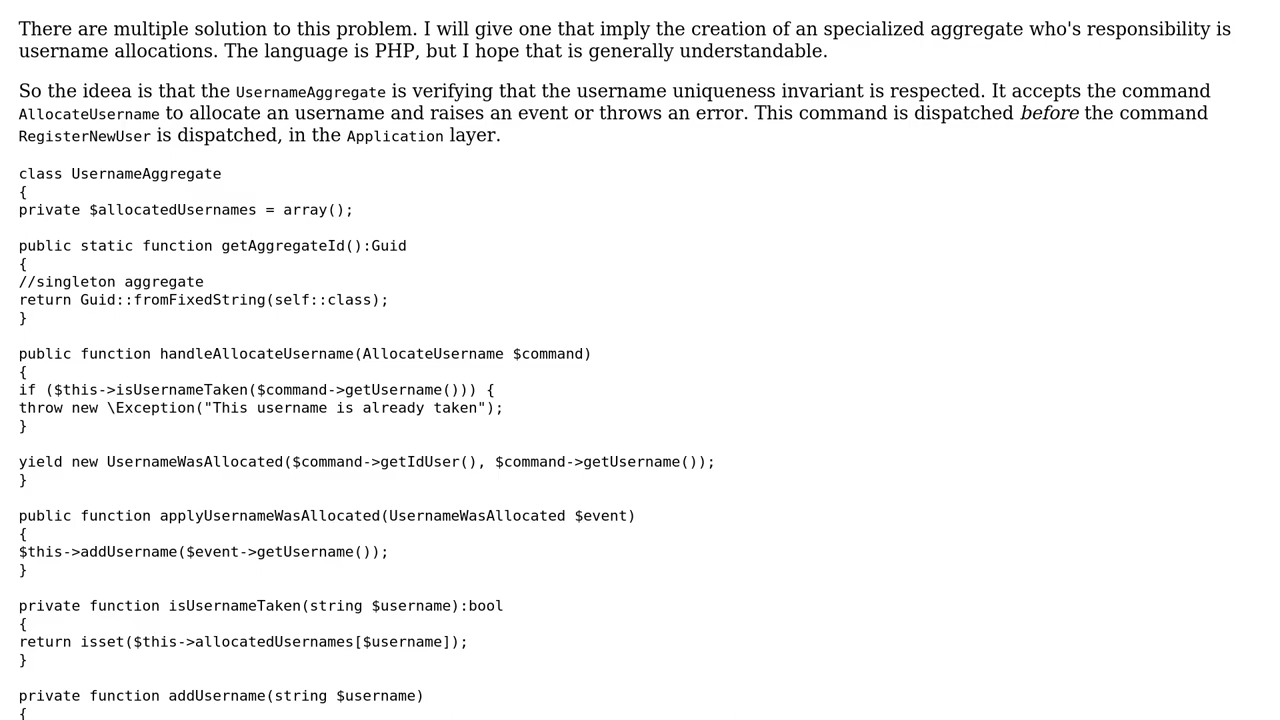 There are multiple solution to this problem. I will give one that imply the creation of an specialized aggregate who's responsibility is
username allocations. The language is PHP, but I hope that is generally understandable.
So the ideea is that the UsernameAggregate is verifying that the username uniqueness invariant is respected. It accepts the command
AllocateUsername to allocate an username and raises an event or throws an error. This command is dispatched before the command
RegisterNewUser is dispatched, in the Application layer.
class UsernameAggregate
{
private $allocatedUsernames = array();
public static function getAggregateId():Guid
{
//singleton aggregate
return Guid::fromFixedString(self::class);
}
public function handleAllocateUsername(AllocateUsername $command)
{
if ($this->isUsernameTaken($command->getUsername())) {
throw new \Exception("This username is already taken");
}
yield new UsernameWasAllocated($command->getIdUser(), $command->getUsername());
}
public function applyUsernameWasAllocated(UsernameWasAllocated $event)
{
$this->addUsername($event->getUsername());
}
private function isUsernameTaken(string $username):bool
{
return isset($this->allocatedUsernames[$username]);
}
private function addUsername(string $username)
{